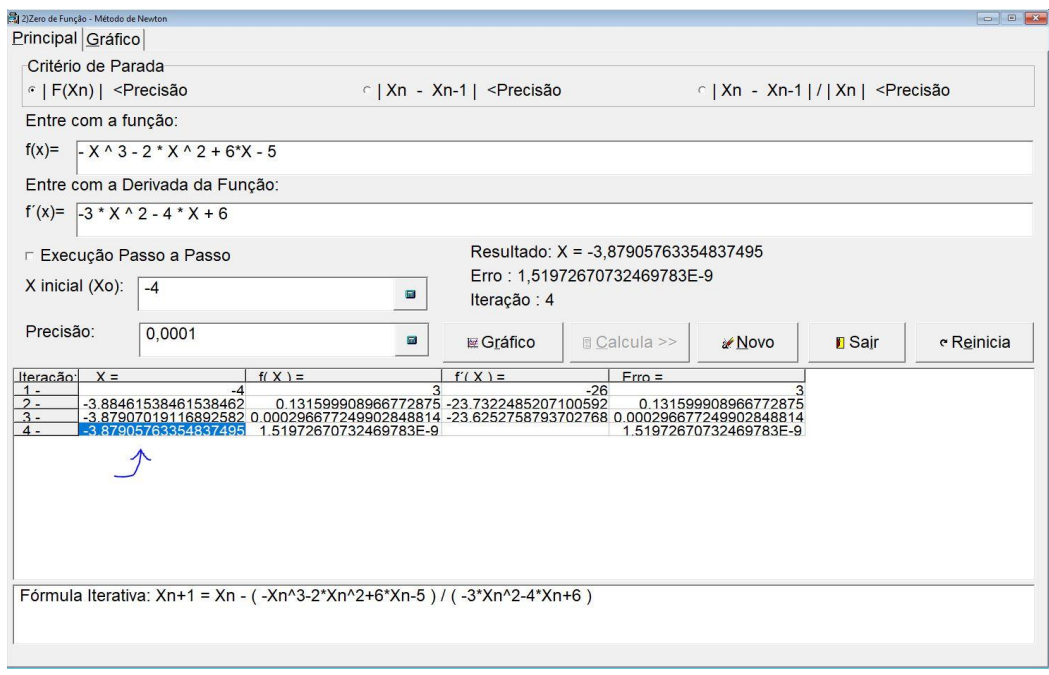 2)Zero de Função - Método de Newton
Principal Gráfico
Critério de Parada
| F(Xn) | <Precisão | Xn - Xn-1 | <Precisão | Xn - Xn-1 | / | Xn | <Precisão
Entre com a função:
f(x)= - X ^ 3 - 2 * X ^ 2 + 6*X - 5
Entre com a Derivada da Função:
f´(x)= -3 * X ^ 2 - 4 * X + 6
Execução Passo a Passo
Resultado: X = -3,87905763354837495
Erro : 1,51972670732469783E-9
Iteração : 4
X inicial (Xo): -4
Precisão: 0,0001
Gráfico Calcula >> Novo Sair Reinicia
Iteração: X = f( X ) = f´( X ) = Erro =
1 - -4 3 -26 3
2 - -3.88461538461538462 0.1315999908966772875 -23.7322485207100592 0.1315999908966772875
3 - -3.87907019116892582 0.000296677249902848814 -23.6252758793702768 0.000296677249902848814
4 - -3.87905763354837495 1.51972670732469783E-9 1.51972670732469783E-9
Fórmula Iterativa: Xn+1 = Xn - ( -Xn^3-2*Xn^2+6*Xn-5 ) / ( -3*Xn^2-4*Xn+6 )